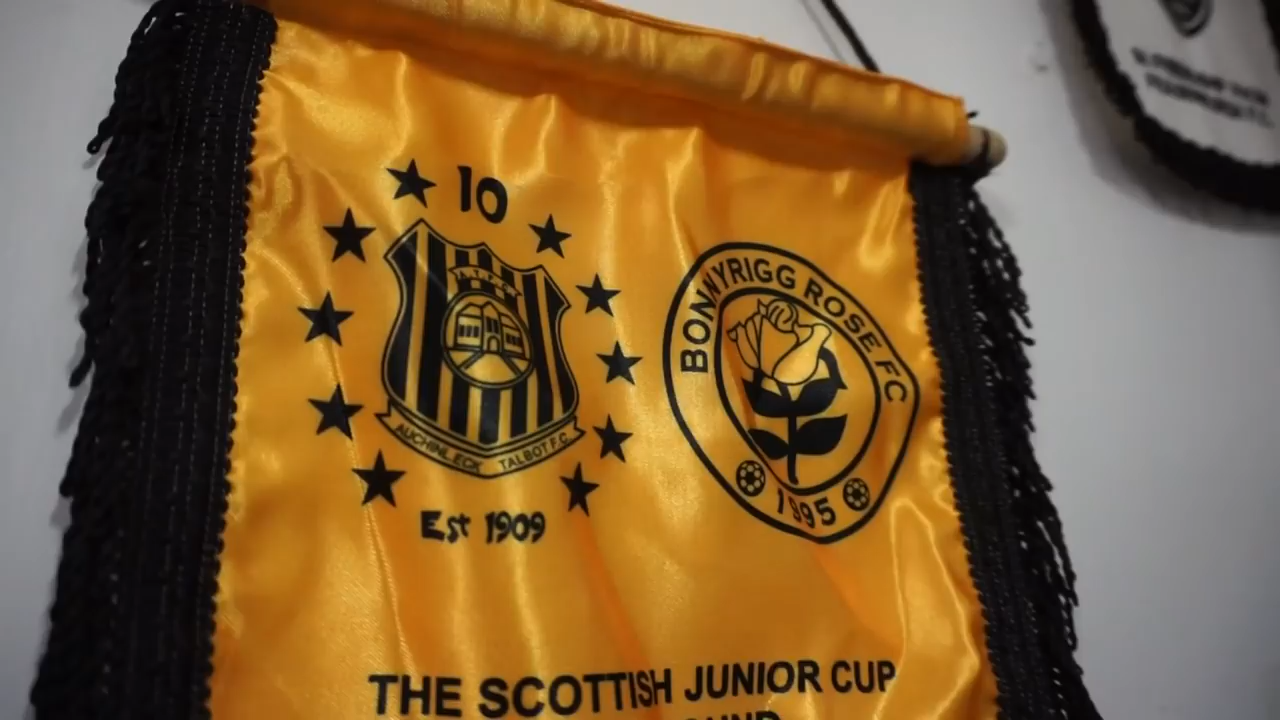 10
A.T.F.C
AUCHINLECK TALBOT F.C
Est 1909
BONNYRIGG ROSE FC
1995
THE SCOTTISH JUNIOR CUP